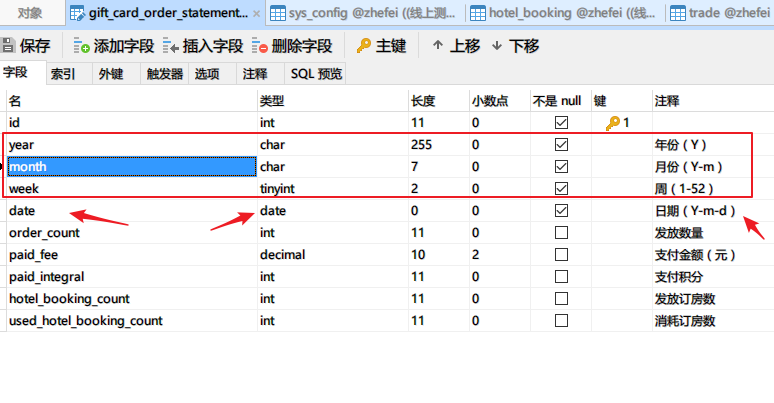 对象 gift_card_order_statement... sys_config @zhefei ((线上测... hotel_booking @zhefei ((线... trade @zhefei
保存 添加字段 插入字段 删除字段 主键 上移 下移
字段 索引 外键 触发器 选项 注释 SQL 预览
名 类型 长度 小数点 不是 null 键 注释
id int 11 0 1
year char 255 0 年份（Y）
month char 7 0 月份（Y-m）
week tinyint 2 0 周（1-52）
date date 0 0 日期（Y-m-d）
order_count int 11 0 发放数量
paid_fee decimal 10 2 支付金额（元）
paid_integral int 11 0 支付积分
hotel_booking_count int 11 0 发放订房数
used_hotel_booking_count int 11 0 消耗订房数